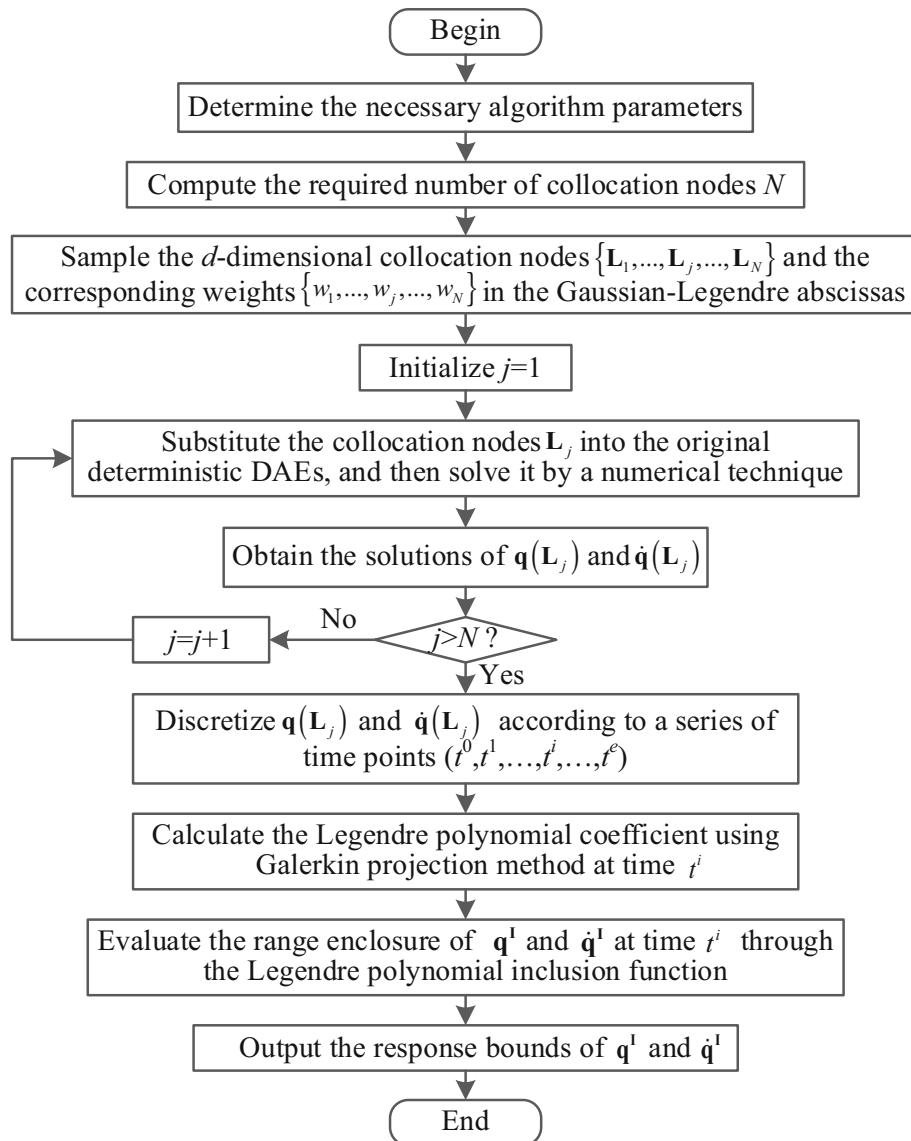 Begin
Determine the necessary algorithm parameters
Compute the required number of collocation nodes N
Sample the d-dimensional collocation nodes {L₁,...,Lⱼ,...,L_N} and the
corresponding weights {w₁,...,wⱼ,...,w_N} in the Gaussian-Legendre abscissas
Initialize j=1
Substitute the collocation nodes Lⱼ into the original
deterministic DAEs, and then solve it by a numerical technique
Obtain the solutions of q(Lⱼ) and q̇(Lⱼ)
No
j=j+1
j>N ?
Yes
Discretize q(Lⱼ) and q̇(Lⱼ) according to a series of
time points (t⁰,t¹,…,tⁱ,…,tᵉ)
Calculate the Legendre polynomial coefficient using
Galerkin projection method at time tⁱ
Evaluate the range enclosure of qᴵ and q̇ᴵ at time tⁱ through
the Legendre polynomial inclusion function
Output the response bounds of qᴵ and q̇ᴵ
End